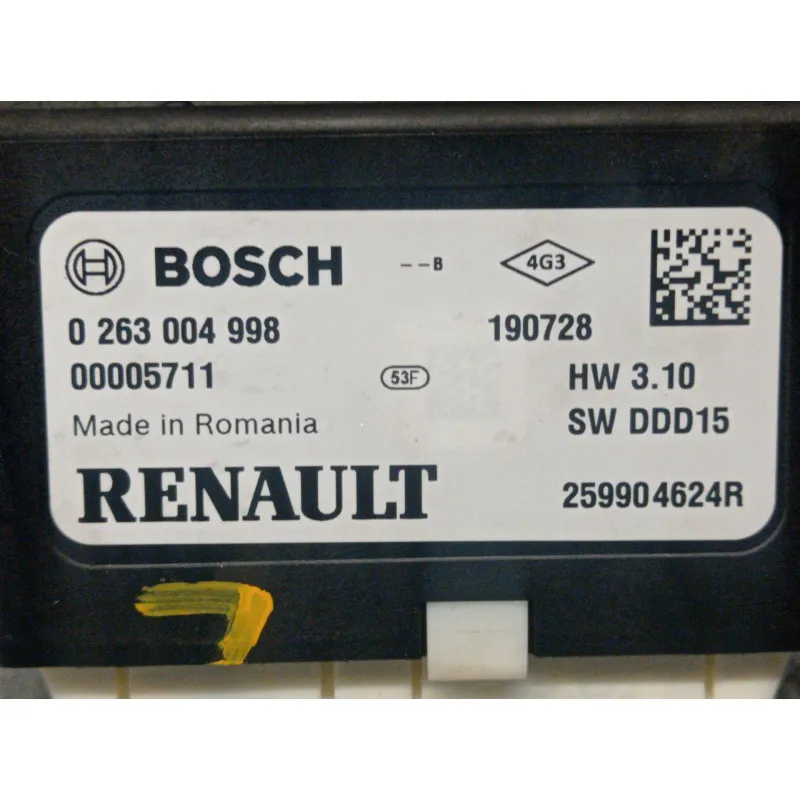 BOSCH --B 4G3
0 263 004 998 190728
00005711 53F HW 3.10
Made in Romania SW DDD15
RENAULT 259904624R